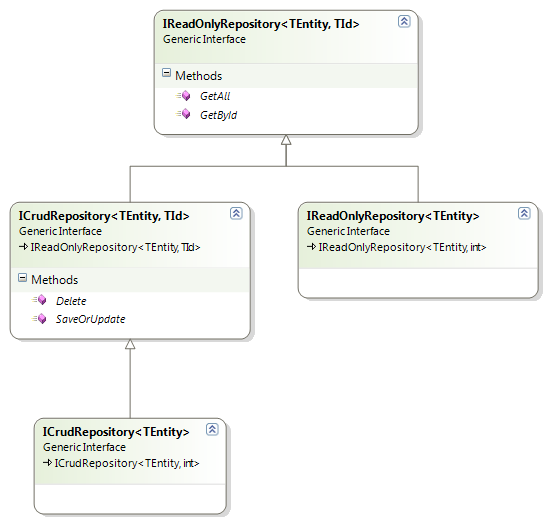 IReadOnlyRepository<TEntity, TId>
Generic Interface
Methods
GetAll
GetById
ICrudRepository<TEntity, TId>
Generic Interface
IReadOnlyRepository<TEntity, TId>
Methods
Delete
SaveOrUpdate
IReadOnlyRepository<TEntity>
Generic Interface
IReadOnlyRepository<TEntity, int>
ICrudRepository<TEntity>
Generic Interface
ICrudRepository<TEntity, int>